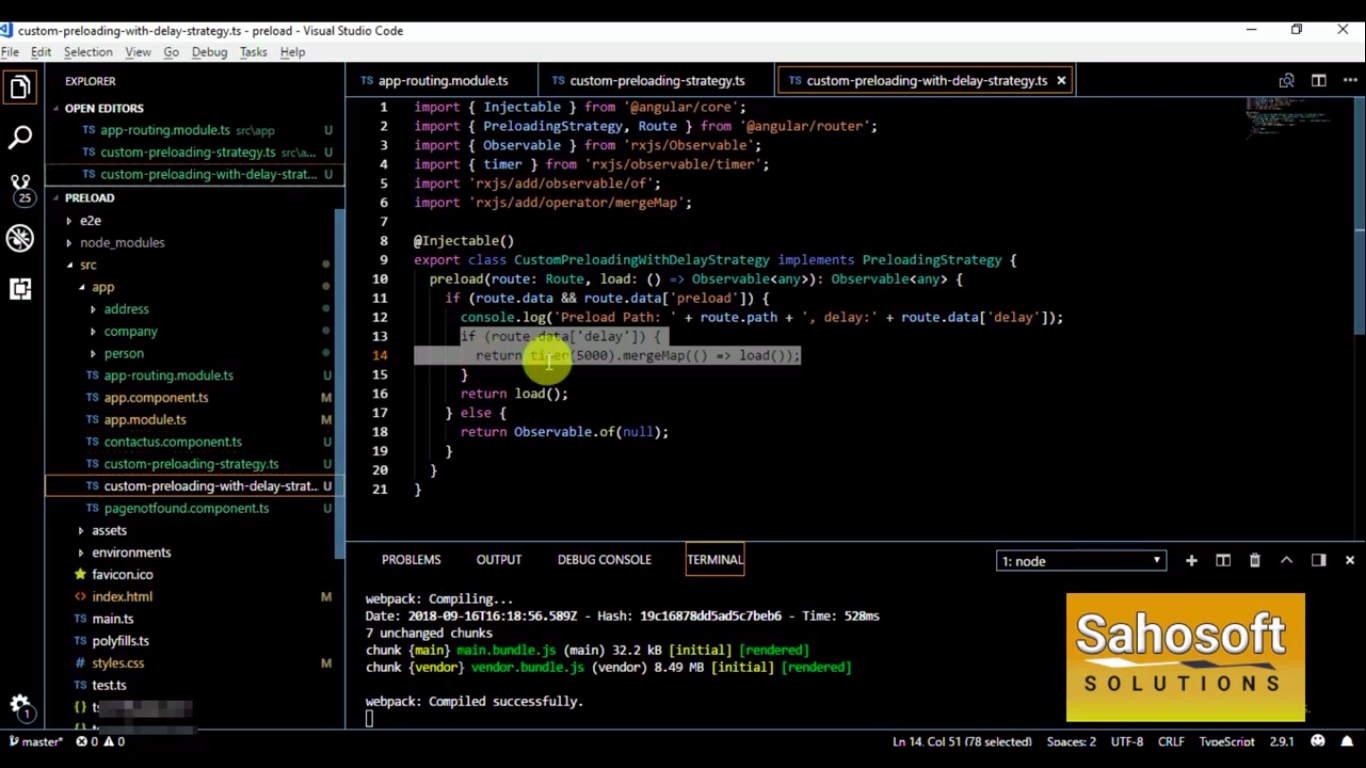 custom-preloading-with-delay-strategy.ts - preload - Visual Studio Code
File Edit Selection View Go Debug Tasks Help
EXPLORER
OPEN EDITORS
TS app-routing.module.ts src\app U
TS custom-preloading-strategy.ts src\a... U
TS custom-preloading-with-delay-strat... U
PRELOAD
e2e
node_modules
src
app
address
company
person
TS app-routing.module.ts U
TS app.component.ts M
TS app.module.ts M
TS contactus.component.ts U
TS custom-preloading-strategy.ts U
TS custom-preloading-with-delay-strat... U
TS pagenotfound.component.ts U
assets
environments
favicon.ico
<> index.html M
TS main.ts
TS polyfills.ts
# styles.css M
TS test.ts
25
1
TS app-routing.module.ts TS custom-preloading-strategy.ts TS custom-preloading-with-delay-strategy.ts
1 import { Injectable } from '@angular/core';
2 import { PreloadingStrategy, Route } from '@angular/router';
3 import { Observable } from 'rxjs/Observable';
4 import { timer } from 'rxjs/observable/timer';
5 import 'rxjs/add/observable/of';
6 import 'rxjs/add/operator/mergeMap';
7
8 @Injectable()
9 export class CustomPreloadingWithDelayStrategy implements PreloadingStrategy {
10 preload(route: Route, load: () => Observable<any>): Observable<any> {
11 if (route.data && route.data['preload']) {
12 console.log('Preload Path: ' + route.path + ', delay:' + route.data['delay']);
13 if (route.data['delay']) {
14 return timer(5000).mergeMap(() => load());
15 }
16 return load();
17 } else {
18 return Observable.of(null);
19 }
20 }
21 }
PROBLEMS OUTPUT DEBUG CONSOLE TERMINAL 1: node
webpack: Compiling...
Date: 2018-09-16T16:18:56.589Z - Hash: 19c16878dd5ad5c7beb6 - Time: 528ms
7 unchanged chunks
chunk {main} main.bundle.js (main) 32.2 kB [initial] [rendered]
chunk {vendor} vendor.bundle.js (vendor) 8.49 MB [initial] [rendered]
webpack: Compiled successfully.
Sahosoft
SOLUTIONS
master* 0 0 Ln 14, Col 51 (78 selected) Spaces: 2 UTF-8 CRLF TypeScript 2.9.1